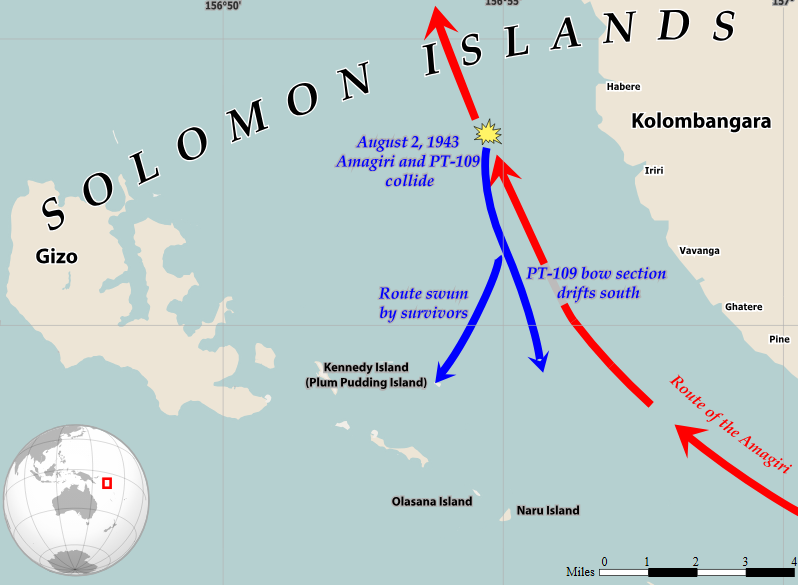 156°50'
156°55'
157°
SOLOMON ISLANDS
Habere
Kolombangara
August 2, 1943
Amagiri and PT-109
collide
Iriri
Gizo
Vavanga
PT-109 bow section
drifts south
Route swum
by survivors
Ghatere
Pine
Kennedy Island
(Plum Pudding Island)
Route of the Amagiri
Olasana Island
Naru Island
Miles 0 1 2 3 4